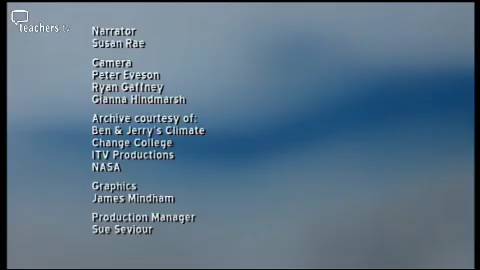 teachers tv
Narrator
Susan Rae
Camera
Peter Eveson
Ryan Gaffney
Gianna Hindmarsh
Archive courtesy of:
Ben & Jerry's Climate
Change College
ITV Productions
NASA
Graphics
James Mindham
Production Manager
Sue Seviour